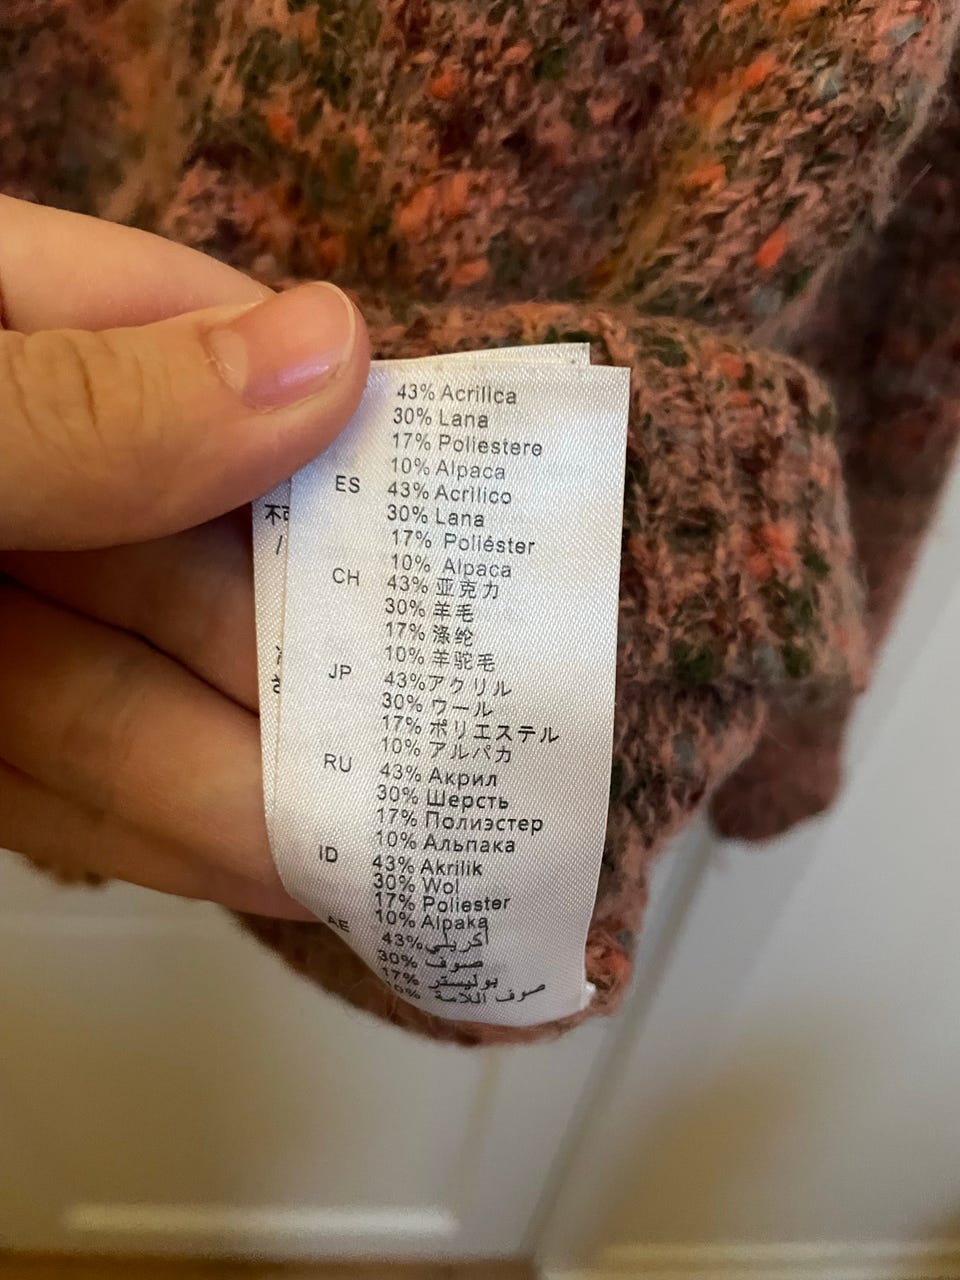 43% Acrilica
30% Lana
17% Poliestere
10% Alpaca
ES 43% Acrilico
30% Lana
17% Poliéster
10% Alpaca
CH 43% 亚克力
30% 羊毛
17% 涤纶
10% 羊驼毛
JP 43%アクリル
30% ウール
17% ポリエステル
10% アルパカ
RU 43% Акрил
30% Шерсть
17% Полиэстер
10% Альпака
ID 43% Akrilik
30% Wol
17% Poliester
10% Alpaka
AE 43% أكريلي
30% صوف
17% بوليستر
10% صوف اللامة
不可
/